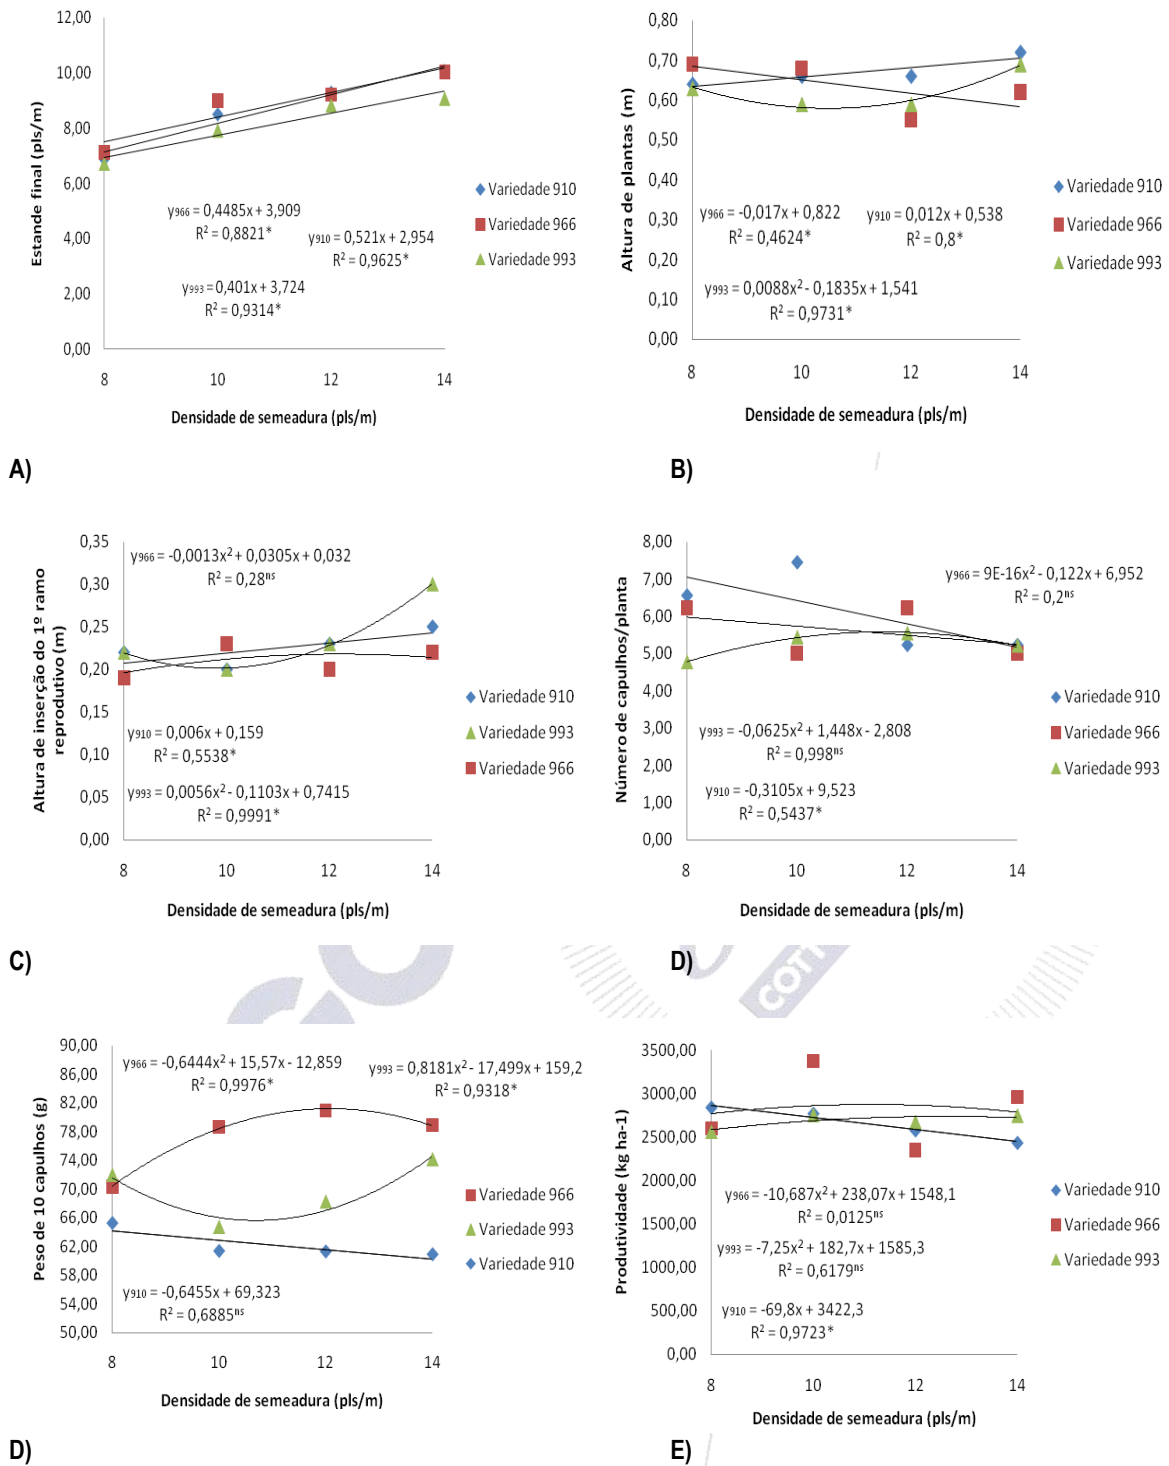 12,00
10,00
8,00
6,00
4,00
2,00
0,00
Estande final (pls/m)
y966 = 0,4485x + 3,909
R² = 0,8821*
y910 = 0,521x + 2,954
R² = 0,9625*
y993 = 0,401x + 3,724
R² = 0,9314*
Variedade 910
Variedade 966
Variedade 993
8 10 12 14
Densidade de semeadura (pls/m)
A)
0,80
0,70
0,60
0,50
0,40
0,30
0,20
0,10
0,00
Altura de plantas (m)
y966 = -0,017x + 0,822
R² = 0,4624*
y910 = 0,012x + 0,538
R² = 0,8*
y993 = 0,0088x² - 0,1835x + 1,541
R² = 0,9731*
Variedade 910
Variedade 966
Variedade 993
8 10 12 14
Densidade de semeadura (pls/m)
B)
0,35
0,30
0,25
0,20
0,15
0,10
0,05
0,00
Altura de inserção do 1º ramo
reprodutivo (m)
y966 = -0,0013x² + 0,0305x + 0,032
R² = 0,28ns
y910 = 0,006x + 0,159
R² = 0,5538*
y993 = 0,0056x² - 0,1103x + 0,7415
R² = 0,9991*
Variedade 910
Variedade 993
Variedade 966
8 10 12 14
Densidade de semeadura (pls/m)
C)
8,00
7,00
6,00
5,00
4,00
3,00
2,00
1,00
0,00
Número de capulhos/planta
y966 = 9E-16x² - 0,122x + 6,952
R² = 0,2ns
y993 = -0,0625x² + 1,448x - 2,808
R² = 0,998ns
y910 = -0,3105x + 9,523
R² = 0,5437*
Variedade 910
Variedade 966
Variedade 993
8 10 12 14
Densidade de semeadura (pls/m)
D)
COTT
90,00
86,00
82,00
78,00
74,00
70,00
66,00
62,00
58,00
54,00
50,00
Peso de 10 capulhos (g)
y966 = -0,6444x² + 15,57x - 12,859
R² = 0,9976*
y993 = 0,8181x² - 17,499x + 159,2
R² = 0,9318*
y910 = -0,6455x + 69,323
R² = 0,6885ns
Variedade 966
Variedade 993
Variedade 910
8 10 12 14
Densidade de semeadura (pls/m)
D)
3500,00
3000,00
2500,00
2000,00
1500,00
1000,00
500,00
0,00
Produtividade (kg ha-1)
y966 = -10,687x² + 238,07x + 1548,1
R² = 0,0125ns
y993 = -7,25x² + 182,7x + 1585,3
R² = 0,6179ns
y910 = -69,8x + 3422,3
R² = 0,9723*
Variedade 910
Variedade 966
Variedade 993
8 10 12 14
Densidade de semeadura (pls/m)
E)